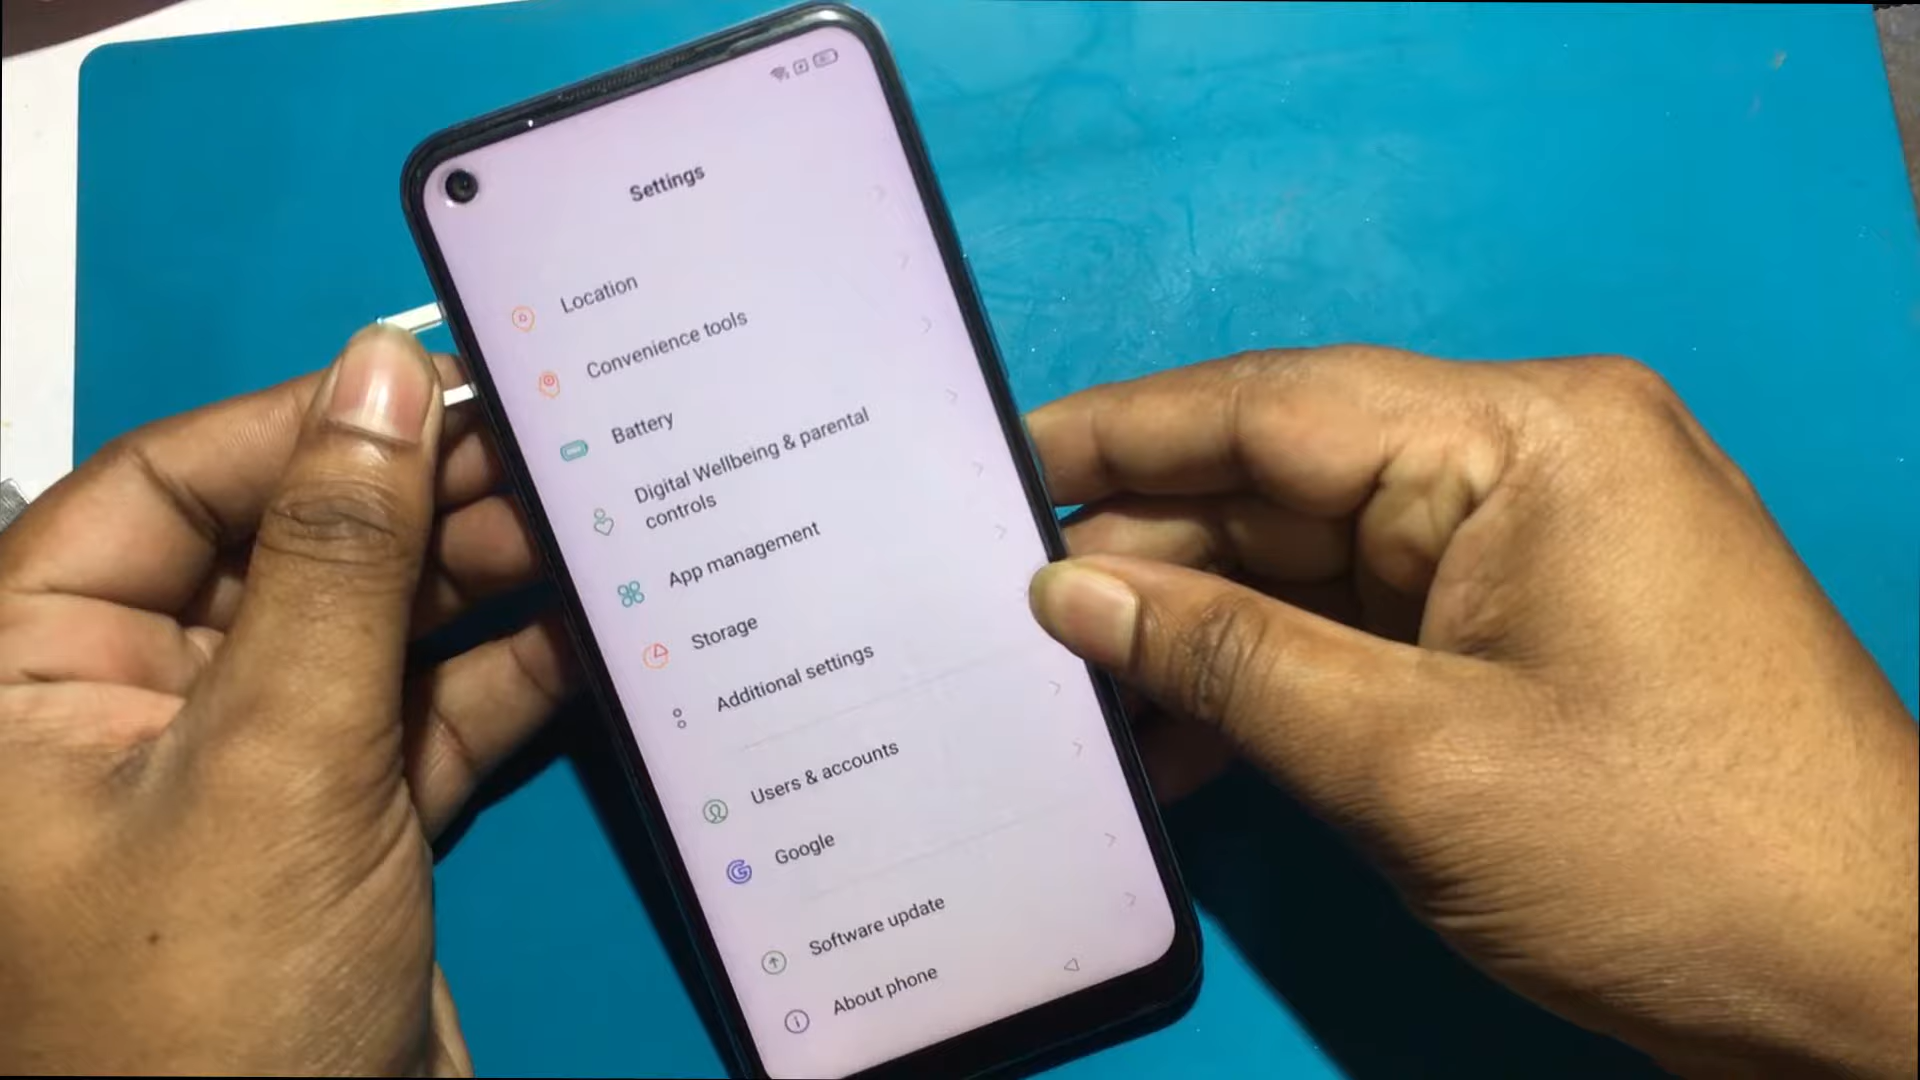 Settings
Location
Convenience tools
Battery
Digital Wellbeing & parental
controls
App management
Storage
Additional settings
Users & accounts
Google
Software update
About phone